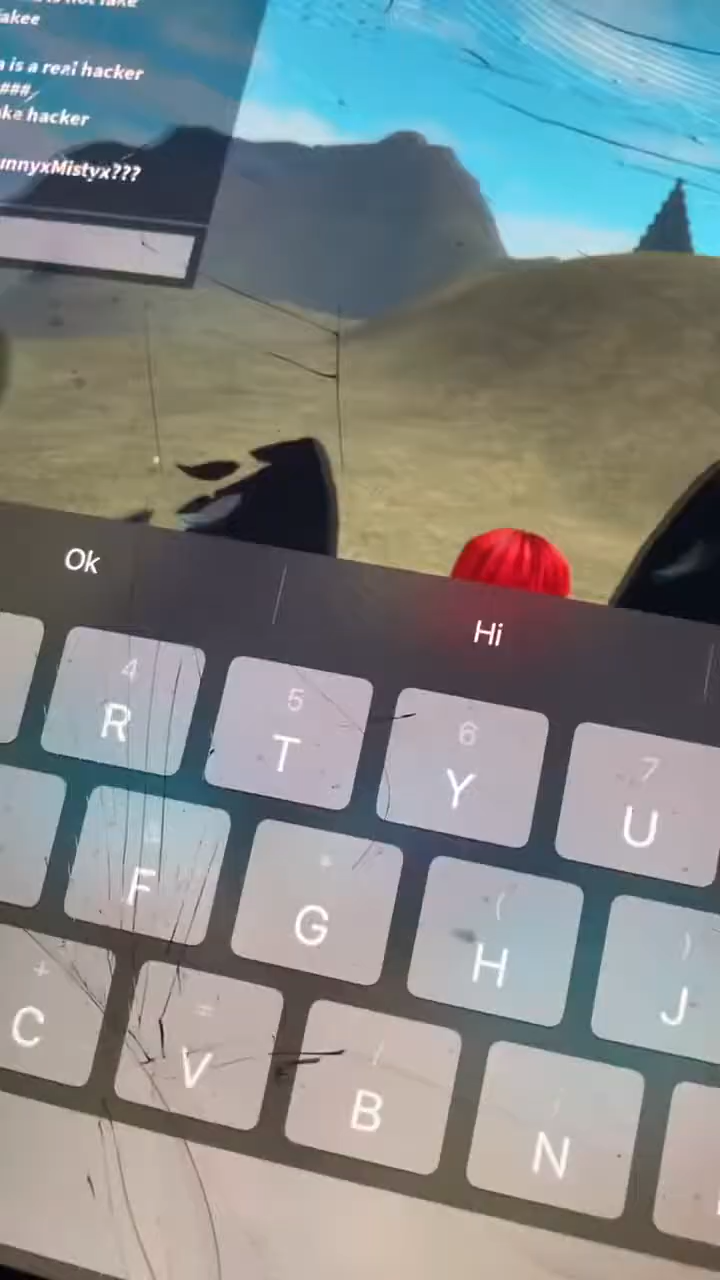 akee
is a real hacker
###
ke hacker
nnyxMistyx???
Ok
Hi
4
5
6
7
R
T
Y
U
*
(
)
F
G
H
J
+
=
/
C
V
B
N